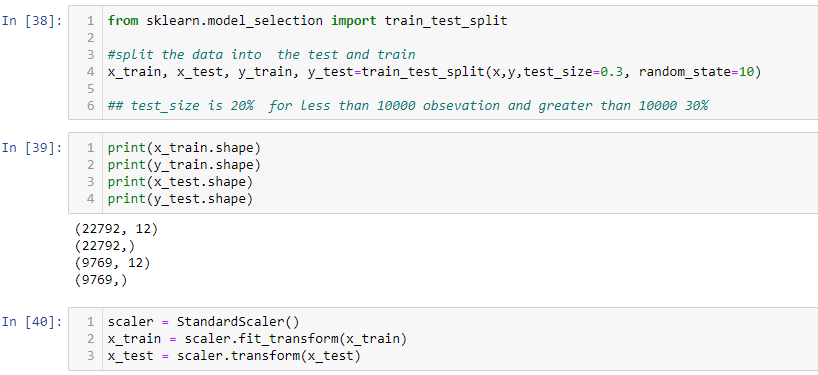 In [38]:
1 from sklearn.model_selection import train_test_split
2
3 #split the data into  the test and train
4 x_train, x_test, y_train, y_test=train_test_split(x,y,test_size=0.3, random_state=10)
5
6 ## test_size is 20%  for less than 10000 obsevation and greater than 10000 30%
In [39]:
1 print(x_train.shape)
2 print(y_train.shape)
3 print(x_test.shape)
4 print(y_test.shape)
(22792, 12)
(22792,)
(9769, 12)
(9769,)
In [40]:
1 scaler = StandardScaler()
2 x_train = scaler.fit_transform(x_train)
3 x_test = scaler.transform(x_test)